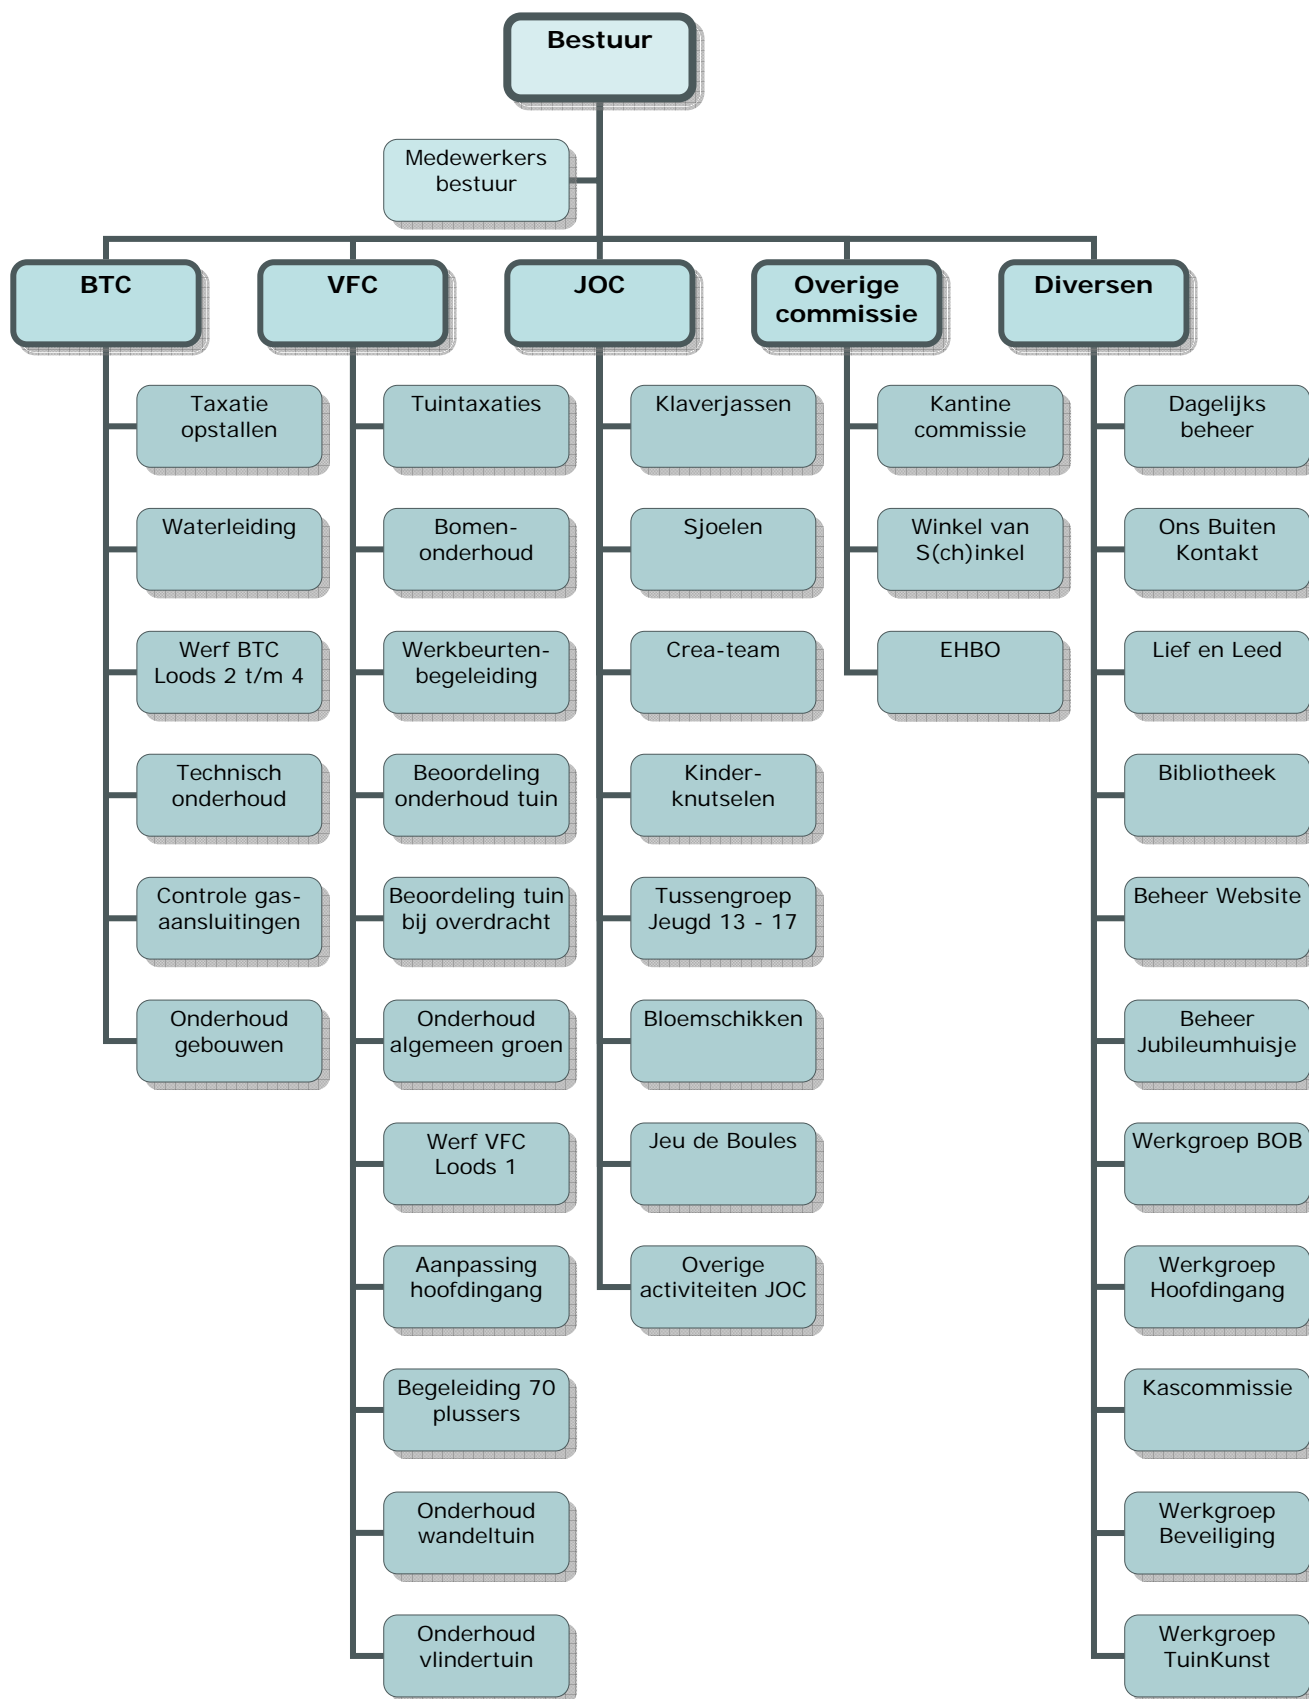 Bestuur
Medewerkers
bestuur
BTC
VFC
JOC
Overige
commissie
Diversen
Taxatie
opstallen
Waterleiding
Werf BTC
Loods 2 t/m 4
Technisch
onderhoud
Controle gas-
aansluitingen
Onderhoud
gebouwen
Tuintaxaties
Bomen-
onderhoud
Werkbeurten-
begeleiding
Beoordeling
onderhoud tuin
Beoordeling tuin
bij overdracht
Onderhoud
algemeen groen
Werf VFC
Loods 1
Aanpassing
hoofdingang
Begeleiding 70
plussers
Onderhoud
wandeltuin
Onderhoud
vlindertuin
Klaverjassen
Sjoelen
Crea-team
Kinder-
knutselen
Tussengroep
Jeugd 13 - 17
Bloemschikken
Jeu de Boules
Overige
activiteiten JOC
Kantine
commissie
Winkel van
S(ch)inkel
EHBO
Dagelijks
beheer
Ons Buiten
Kontakt
Lief en Leed
Bibliotheek
Beheer Website
Beheer
Jubileumhuisje
Werkgroep BOB
Werkgroep
Hoofdingang
Kascommissie
Werkgroep
Beveiliging
Werkgroep
TuinKunst